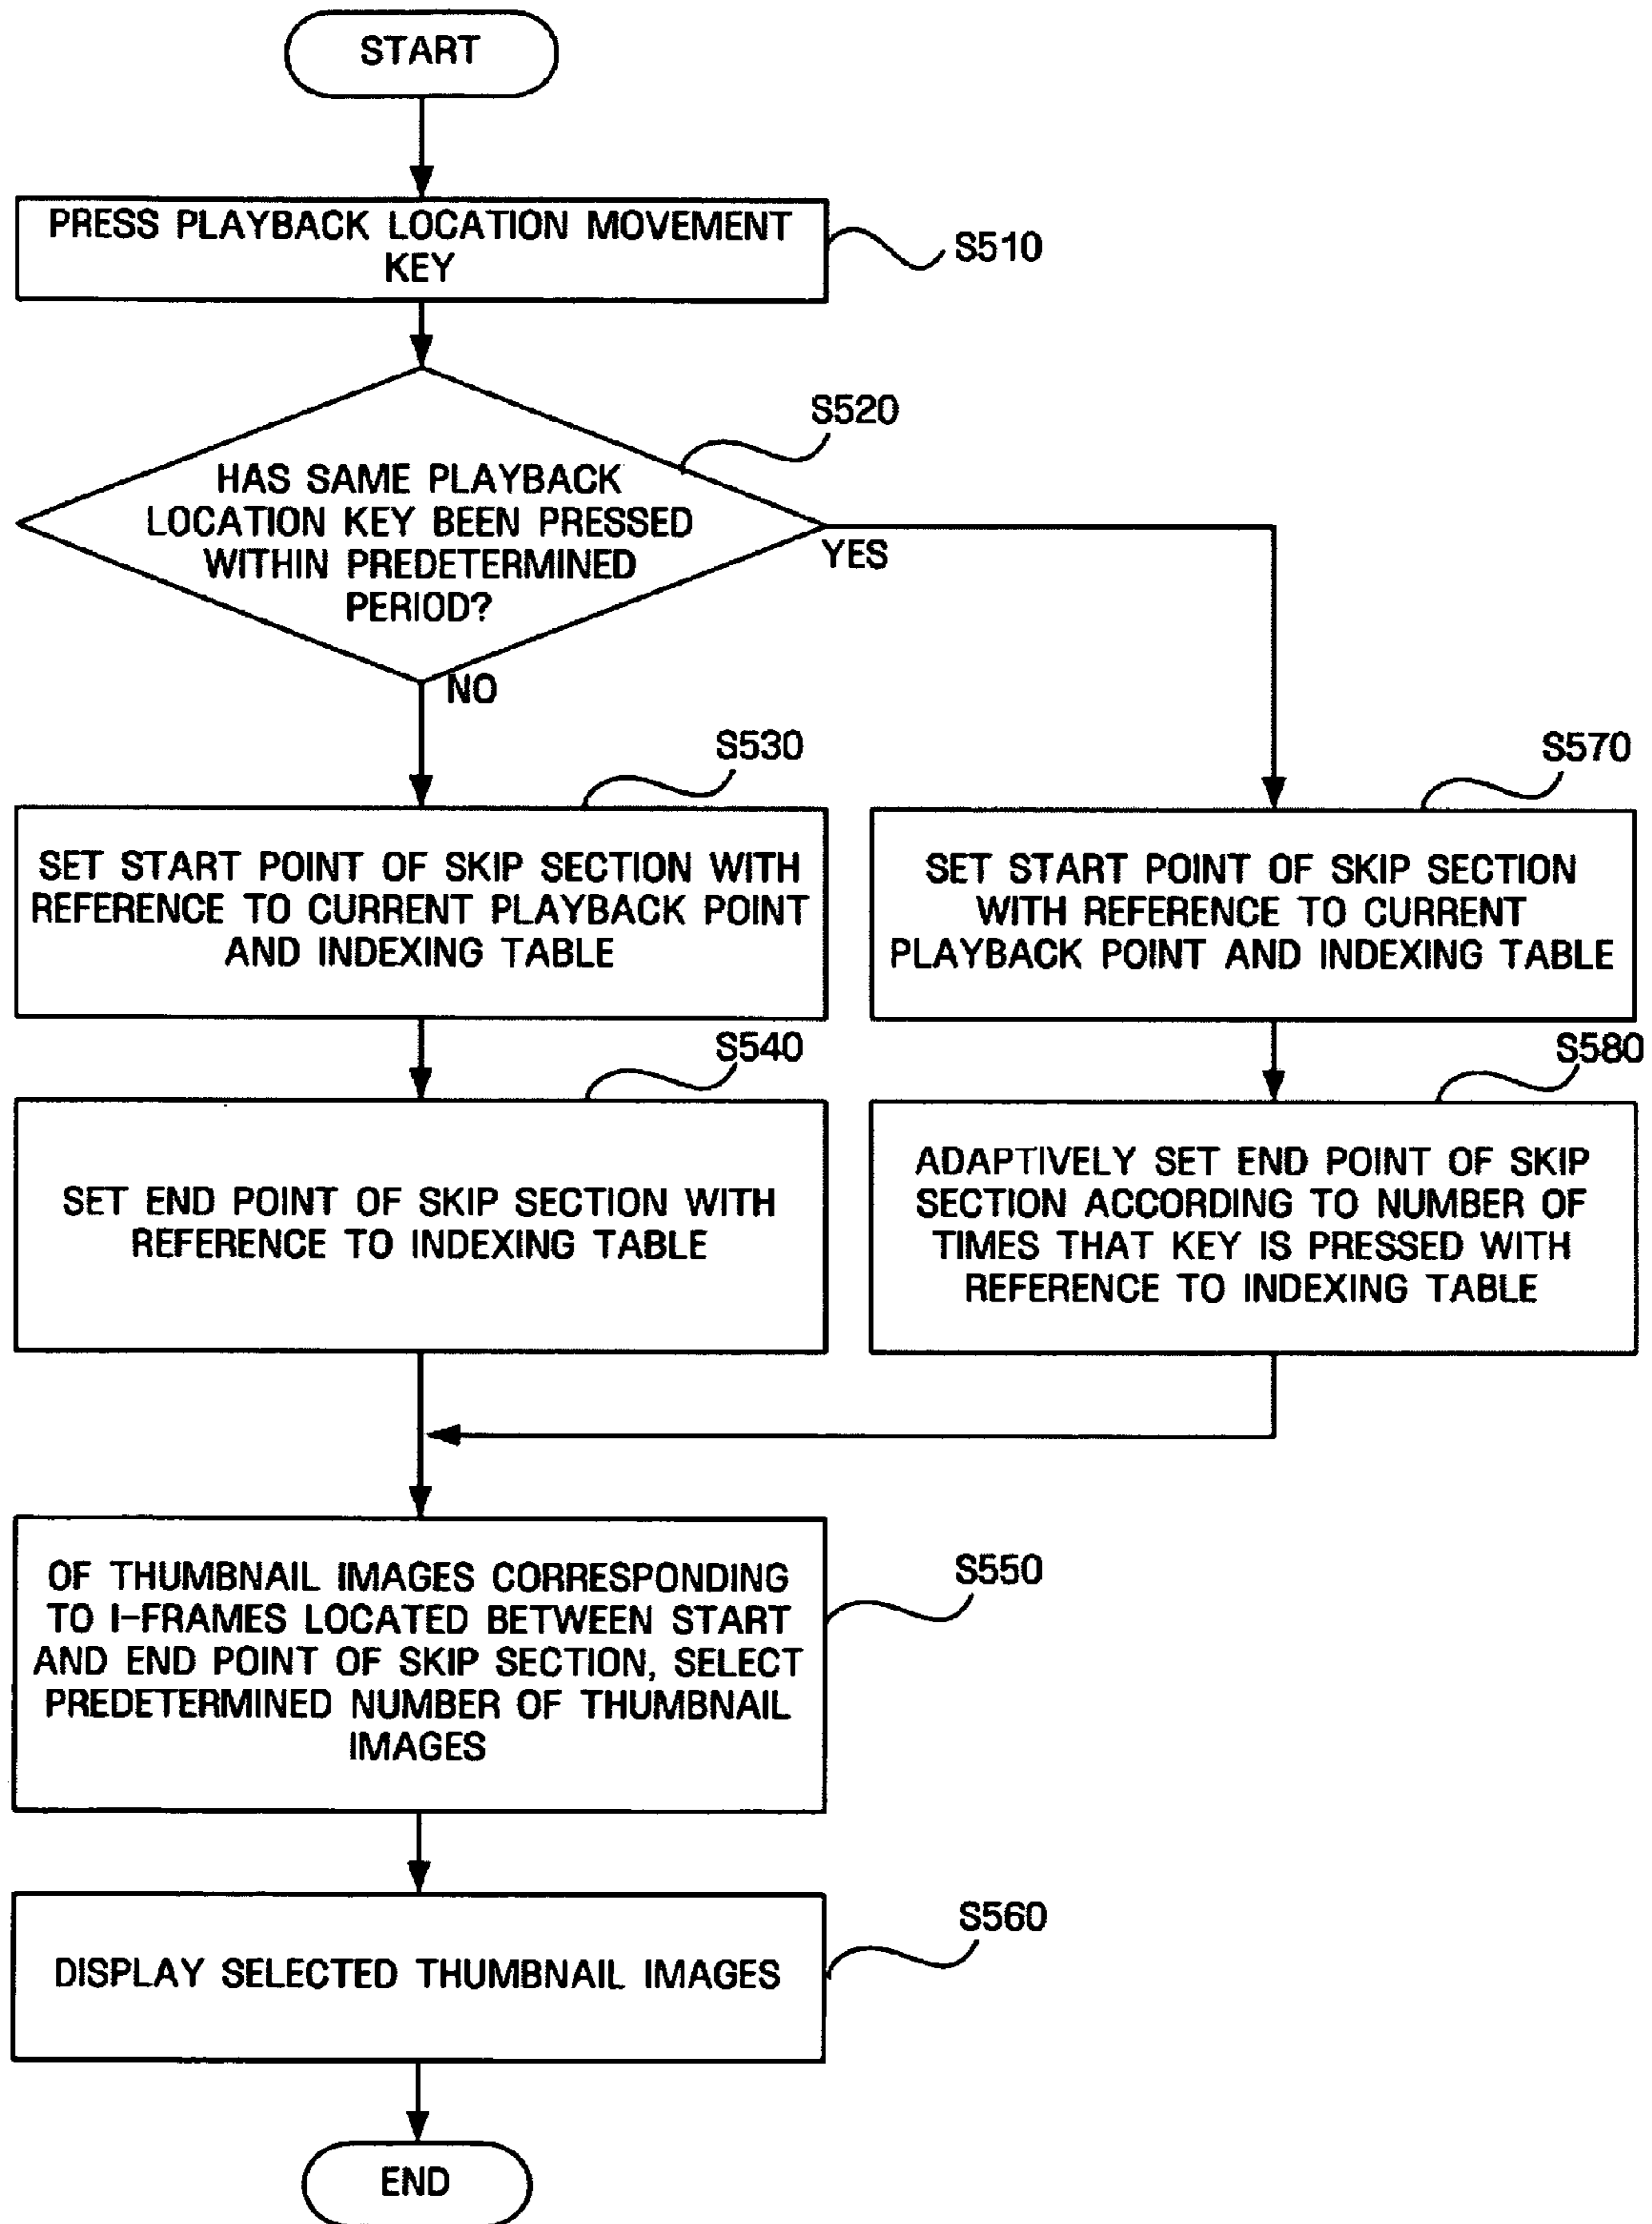 START
PRESS PLAYBACK LOCATION MOVEMENT
KEY
S510
S520
HAS SAME PLAYBACK
LOCATION KEY BEEN PRESSED
WITHIN PREDETERMINED
PERIOD?
YES
NO
S530
SET START POINT OF SKIP SECTION WITH
REFERENCE TO CURRENT PLAYBACK POINT
AND INDEXING TABLE
S570
SET START POINT OF SKIP SECTION
WITH REFERENCE TO CURRENT
PLAYBACK POINT AND INDEXING TABLE
S540
SET END POINT OF SKIP SECTION WITH
REFERENCE TO INDEXING TABLE
S580
ADAPTIVELY SET END POINT OF SKIP
SECTION ACCORDING TO NUMBER OF
TIMES THAT KEY IS PRESSED WITH
REFERENCE TO INDEXING TABLE
OF THUMBNAIL IMAGES CORRESPONDING
TO I-FRAMES LOCATED BETWEEN START
AND END POINT OF SKIP SECTION, SELECT
PREDETERMINED NUMBER OF THUMBNAIL
IMAGES
S550
DISPLAY SELECTED THUMBNAIL IMAGES
S560
END